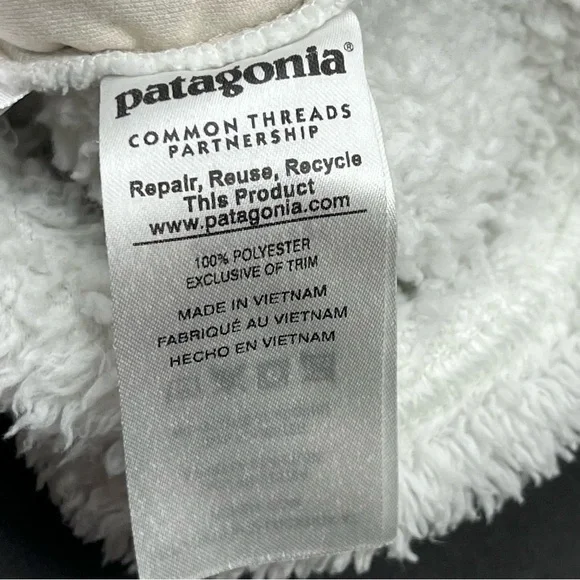 patagonia®
COMMON THREADS
PARTNERSHIP
Repair, Reuse, Recycle
This Product
www.patagonia.com
100% POLYESTER
EXCLUSIVE OF TRIM
MADE IN VIETNAM
FABRIQUÉ AU VIETNAM
HECHO EN VIETNAM